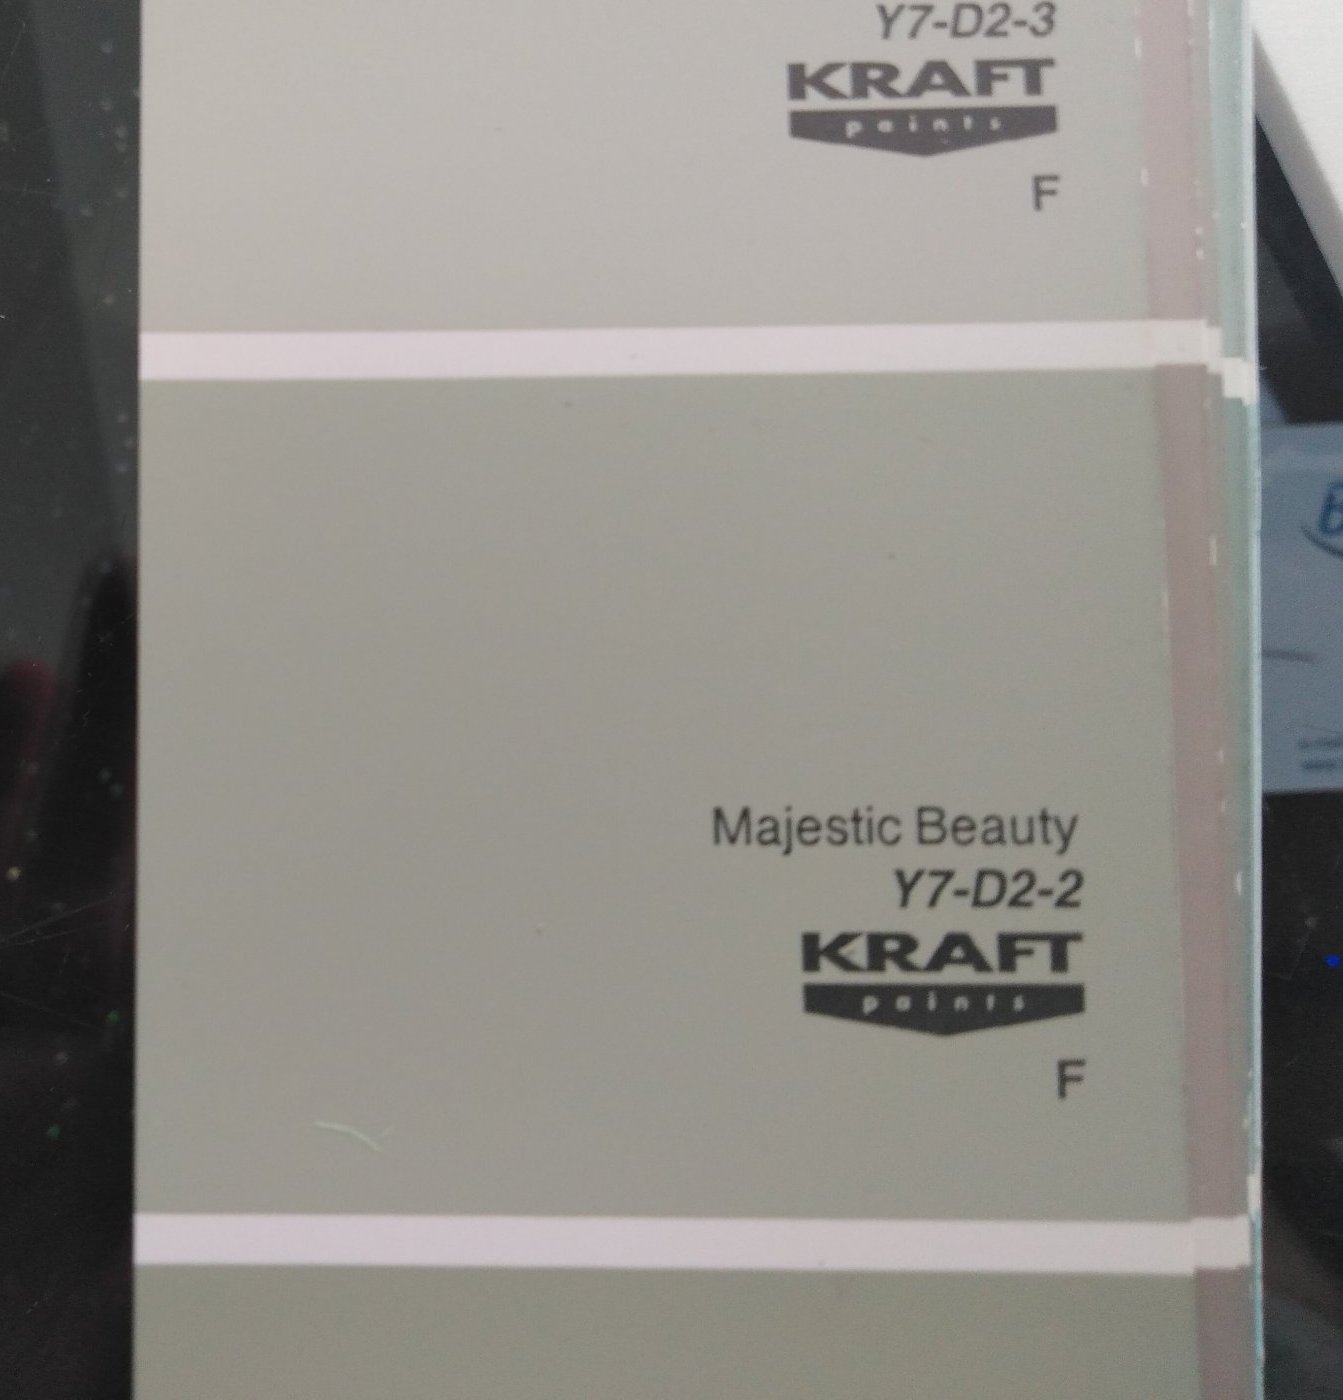 Y7-D2-3
KRAFT
paints
F
Majestic Beauty
Y7-D2-2
KRAFT
paints
F